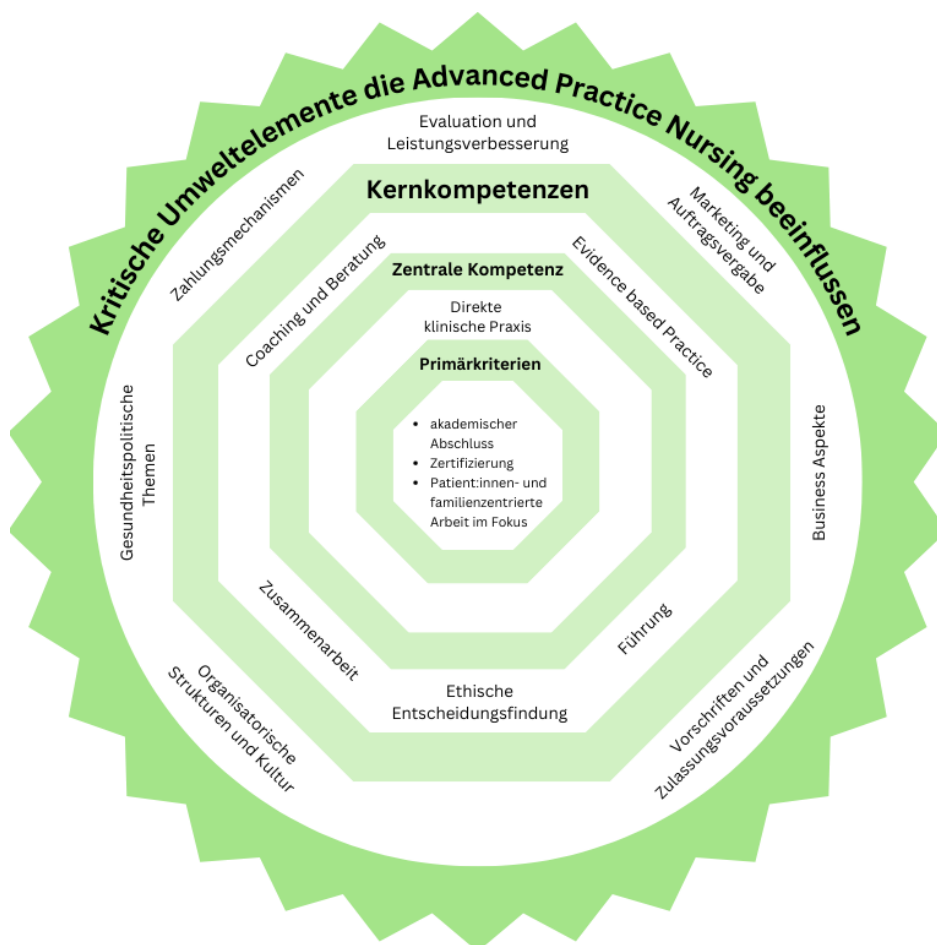 Kritische Umweltelemente die Advanced Practice Nursing beeinflussen
Evaluation und
Leistungsverbesserung
Zahlungsmechanismen
Marketing und
Auftragsvergabe
Kernkompetenzen
Coaching und Beratung
Evidence based Practice
Zentrale Kompetenz
Direkte
klinische Praxis
Primärkriterien
• akademischer
Abschluss
• Zertifizierung
• Patient:innen- und
familienzentrierte
Arbeit im Fokus
Gesundheitspolitische
Themen
Business Aspekte
Zusammenarbeit
Führung
Ethische
Entscheidungsfindung
Organisatorische
Strukturen und Kultur
Vorschriften und
Zulassungsvoraussetzungen